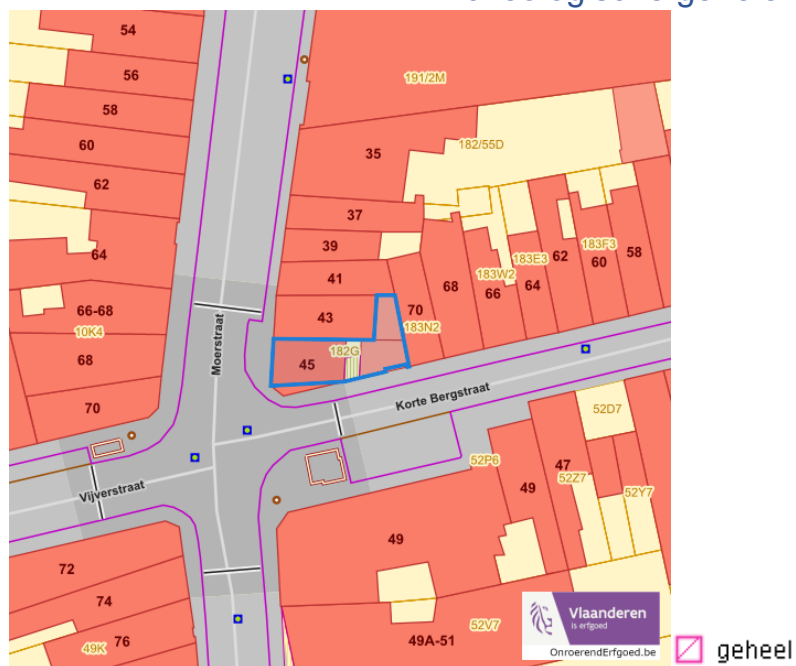 54
56
58
60
62
64
66-68
10K4
68
70
191/2M
35
182/55D
37
39
41
43
45
182G
70
183N2
68
66
183W2
64
183E3
62
60
183F3
58
Moerstraat
Korte Bergstraat
Vijverstraat
52D7
52P6
47
52Z7
49
52Y7
49
72
74
76
49K
49A-51
52V7
Vlaanderen
is erfgoed
OnroerendErfgoed.be
geheel